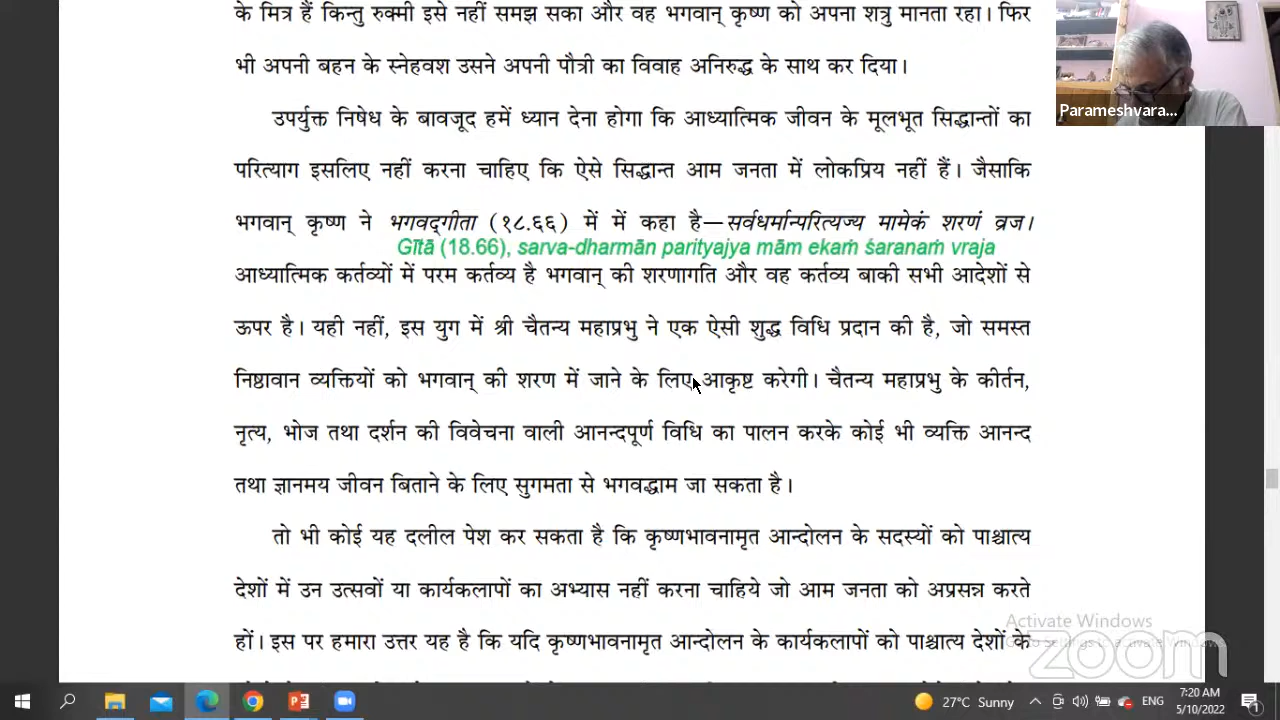 के मित्र हैं किन्तु रुक्मी इसे नहीं समझ सका और वह भगवान् कृष्ण को अपना शत्रु मानता रहा। फिर
भी अपनी बहन के स्नेहवश उसने अपनी पौत्री का विवाह अनिरुद्ध के साथ कर दिया।
Parameshvara...
उपर्युक्त निषेध के बावजूद हमें ध्यान देना होगा कि आध्यात्मिक जीवन के मूलभूत सिद्धान्तों का
परित्याग इसलिए नहीं करना चाहिए कि ऐसे सिद्धान्त आम जनता में लोकप्रिय नहीं हैं। जैसाकि
भगवान् कृष्ण ने भगवद्‌गीता (१८.६६) में में कहा है—सर्वधर्मान्परित्यज्य मामेकं शरणं व्रज।
Gītā (18.66), sarva-dharmān parityajya mām ekaṁ śaraṇaṁ vraja
आध्यात्मिक कर्तव्यों में परम कर्तव्य है भगवान् की शरणागति और वह कर्तव्य बाकी सभी आदेशों से
ऊपर है। यही नहीं, इस युग में श्री चैतन्य महाप्रभु ने एक ऐसी शुद्ध विधि प्रदान की है, जो समस्त
निष्ठावान व्यक्तियों को भगवान् की शरण में जाने के लिए आकृष्ट करेगी। चैतन्य महाप्रभु के कीर्तन,
नृत्य, भोज तथा दर्शन की विवेचना वाली आनन्दपूर्ण विधि का पालन करके कोई भी व्यक्ति आनन्द
तथा ज्ञानमय जीवन बिताने के लिए सुगमता से भगवद्धाम जा सकता है।
तो भी कोई यह दलील पेश कर सकता है कि कृष्णभावनामृत आन्दोलन के सदस्यों को पाश्चात्य
देशों में उन उत्सवों या कार्यकलापों का अभ्यास नहीं करना चाहिये जो आम जनता को अप्रसन्न करते
हों। इस पर हमारा उत्तर यह है कि यदि कृष्णभावनामृत आन्दोलन के कार्यकलापों को पाश्चात्य देशों के
Activate Windows
Go to Settings to activate Windows.
zoom
27°C Sunny
ENG
7:20 AM
5/10/2022
1